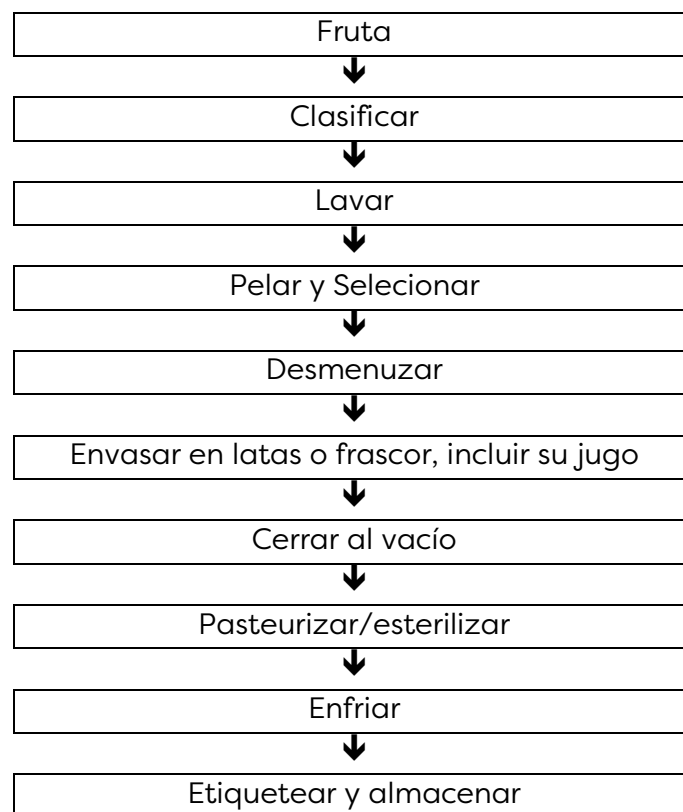 Fruta
Clasificar
Lavar
Pelar y Selecionar
Desmenuzar
Envasar en latas o frascor, incluir su jugo
Cerrar al vacío
Pasteurizar/esterilizar
Enfriar
Etiquetear y almacenar